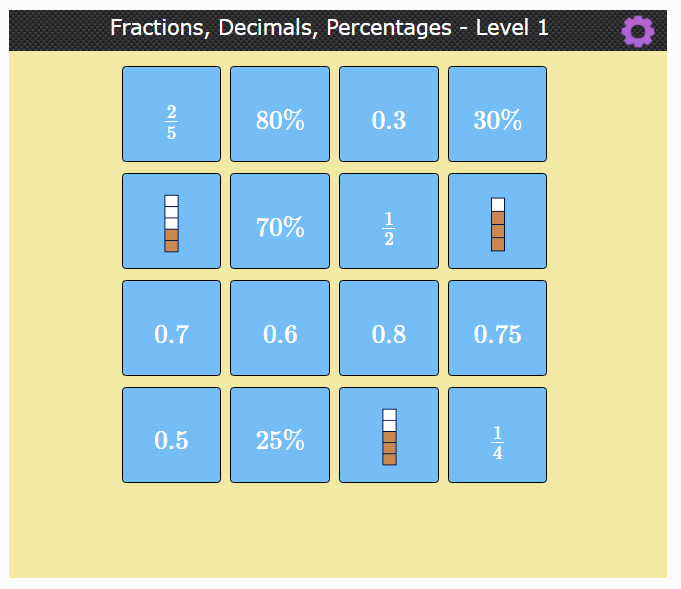 Fractions, Decimals, Percentages - Level 1
2/5 80% 0.3 30%
70% 1/2
0.7 0.6 0.8 0.75
0.5 25% 1/4